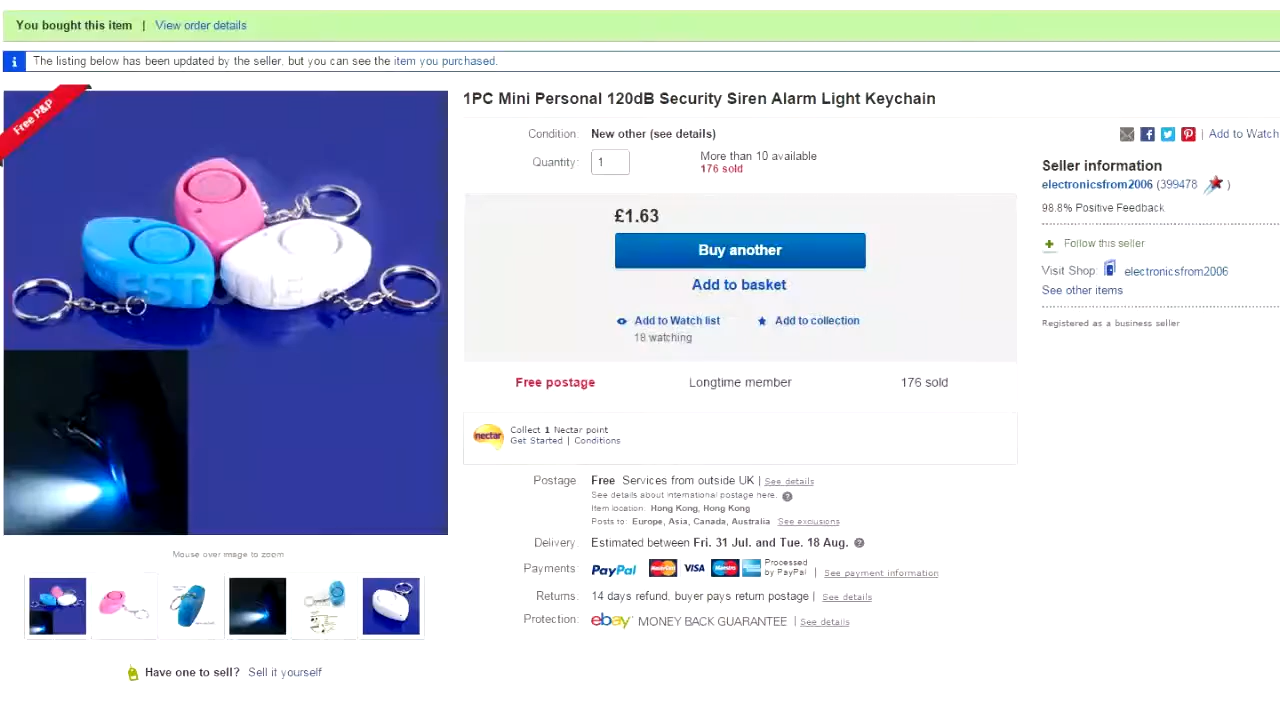 You bought this item | View order details
The listing below has been updated by the seller, but you can see the item you purchased.
Free P&P
1PC Mini Personal 120dB Security Siren Alarm Light Keychain
Condition: New other (see details)
Quantity: 1
More than 10 available
176 sold
£1.63
Buy another
Add to basket
Add to Watch list
18 watching
Add to collection
Free postage
Longtime member
176 sold
nectar
Collect 1 Nectar point
Get Started | Conditions
Postage Free Services from outside UK | See details
See details about international postage here.
Item location: Hong Kong, Hong Kong
Posts to: Europe, Asia, Canada, Australia See exclusions
Delivery: Estimated between Fri. 31 Jul. and Tue. 18 Aug.
Payments: PayPal MasterCard VISA Maestro Processed by PayPal | See payment information
Returns: 14 days refund, buyer pays return postage | See details
Protection: ebay MONEY BACK GUARANTEE | See details
| Add to Watch
Seller information
electronicsfrom2006 (399478 )
98.8% Positive Feedback
Follow this seller
Visit Shop: electronicsfrom2006
See other items
Registered as a business seller
Mouse over image to zoom
Have one to sell? Sell it yourself